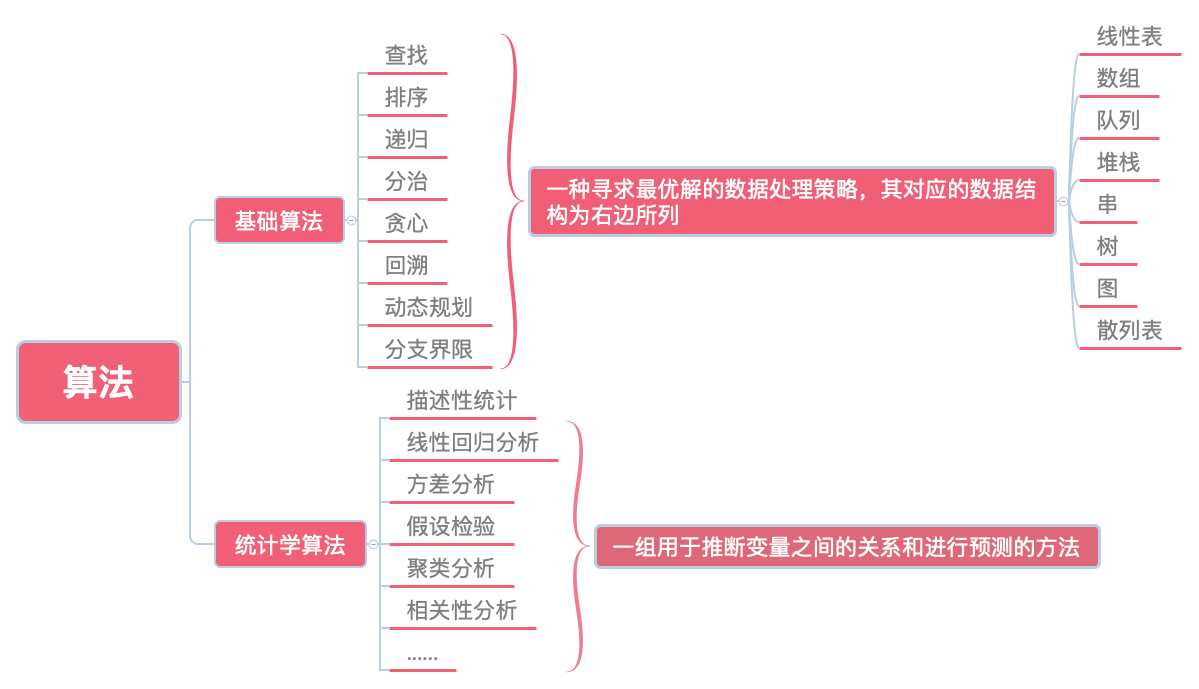 算法
基础算法
查找
排序
递归
分治
贪心
回溯
动态规划
分支界限
一种寻求最优解的数据处理策略，其对应的数据结
构为右边所列
线性表
数组
队列
堆栈
串
树
图
散列表
统计学算法
描述性统计
线性回归分析
方差分析
假设检验
聚类分析
相关性分析
......
一组用于推断变量之间的关系和进行预测的方法